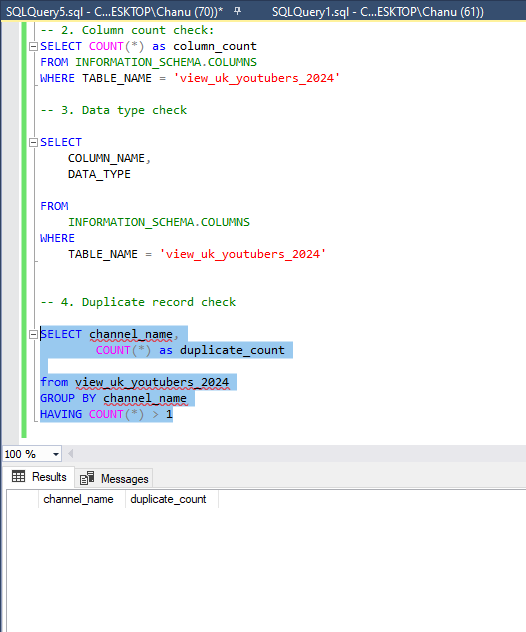 SQLQuery5.sql - C...ESKTOP\Chanu (70))* SQLQuery1.sql - C...ESKTOP\Chanu (61))
-- 2. Column count check:
SELECT COUNT(*) as column_count
FROM INFORMATION_SCHEMA.COLUMNS
WHERE TABLE_NAME = 'view_uk_youtubers_2024'
-- 3. Data type check
SELECT
COLUMN_NAME,
DATA_TYPE
FROM
INFORMATION_SCHEMA.COLUMNS
WHERE
TABLE_NAME = 'view_uk_youtubers_2024'
-- 4. Duplicate record check
SELECT channel_name,
COUNT(*) as duplicate_count
from view_uk_youtubers_2024
GROUP BY channel_name
HAVING COUNT(*) > 1
100 %
Results Messages
channel_name duplicate_count